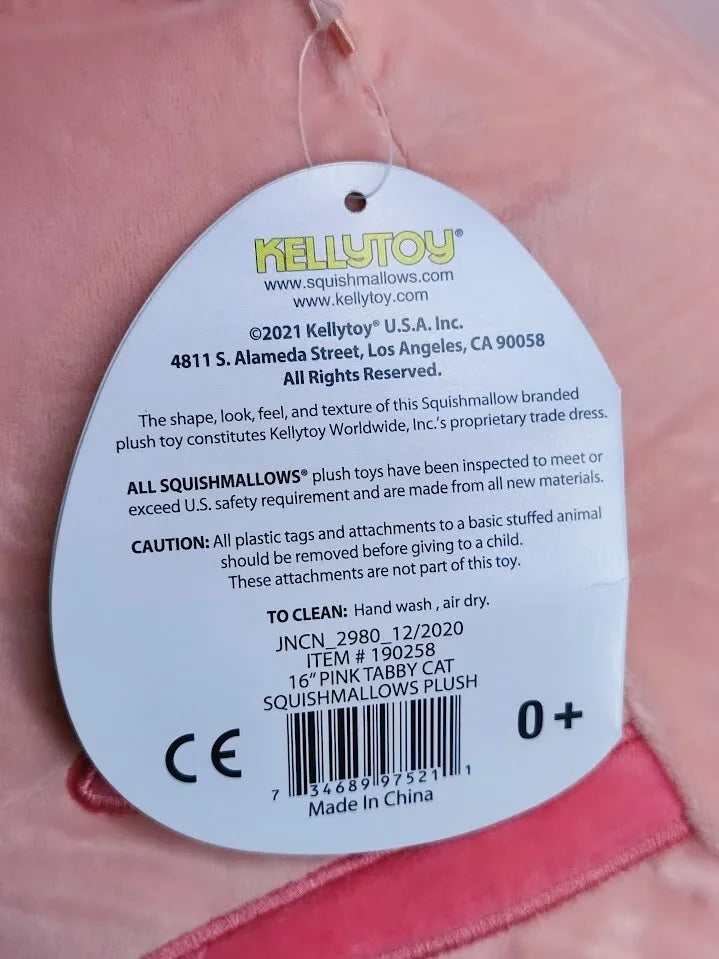 KELLYTOY®
www.squishmallows.com
www.kellytoy.com
©2021 Kellytoy® U.S.A. Inc.
4811 S. Alameda Street, Los Angeles, CA 90058
All Rights Reserved.
The shape, look, feel, and texture of this Squishmallow branded
plush toy constitutes Kellytoy Worldwide, Inc.'s proprietary trade dress.
ALL SQUISHMALLOWS® plush toys have been inspected to meet or
exceed U.S. safety requirement and are made from all new materials.
CAUTION: All plastic tags and attachments to a basic stuffed animal
should be removed before giving to a child.
These attachments are not part of this toy.
TO CLEAN: Hand wash , air dry.
JNCN_2980_12/2020
ITEM # 190258
16" PINK TABBY CAT
SQUISHMALLOWS PLUSH
CE
0+
7 34689 97521 1
Made In China